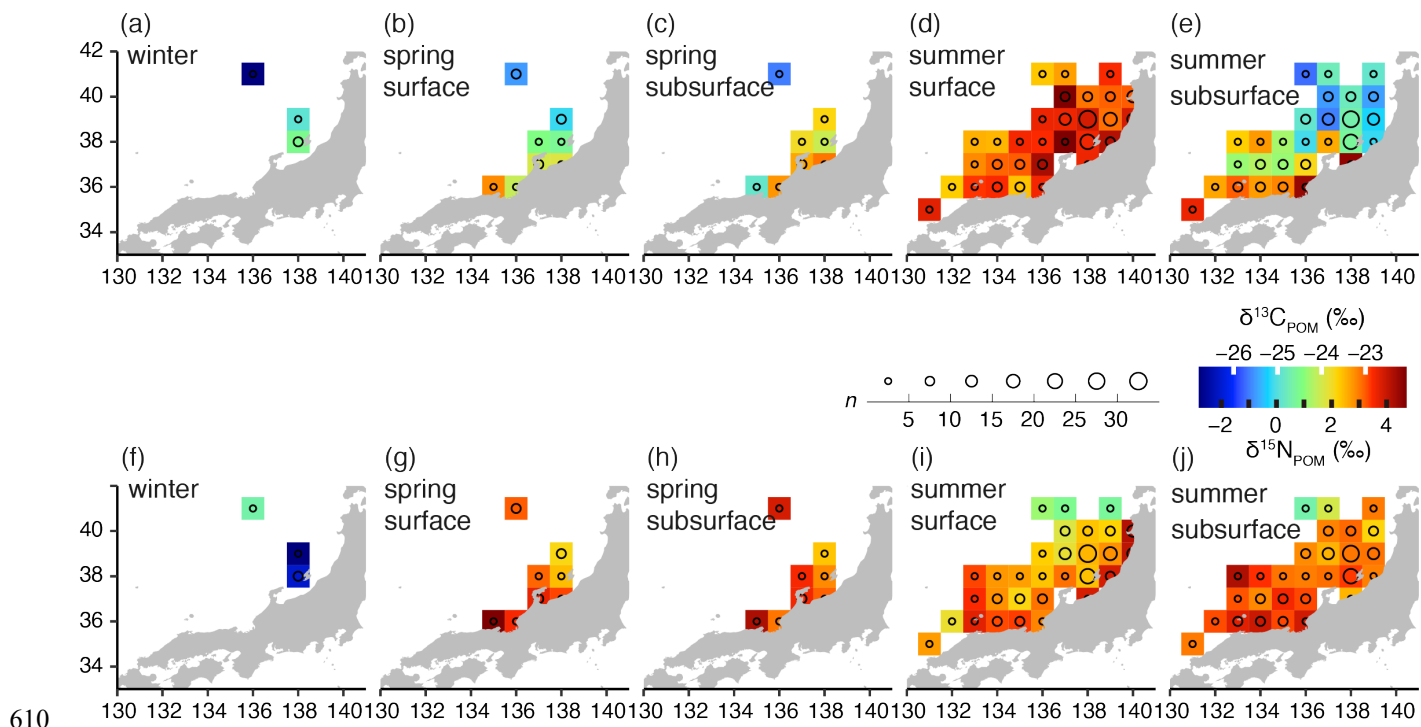 (a) (b) (c) (d) (e)
winter spring surface spring subsurface summer surface summer subsurface
42
40
38
36
34
130 132 134 136 138 140 130 132 134 136 138 140 130 132 134 136 138 140 130 132 134 136 138 140 130 132 134 136 138 140
δ13CPOM (‰)
−26 −25 −24 −23
n
5 10 15 20 25 30
−2 0 2 4
δ15NPOM (‰)
(f) (g) (h) (i) (j)
winter spring surface spring subsurface summer surface summer subsurface
40
38
36
34
130 132 134 136 138 140 130 132 134 136 138 140 130 132 134 136 138 140 130 132 134 136 138 140 130 132 134 136 138 140
610